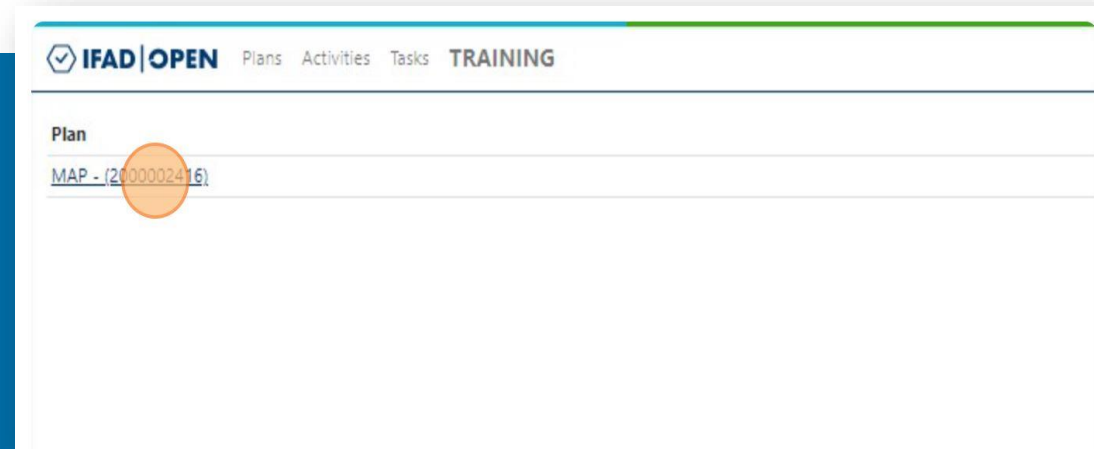 IFAD|OPEN Plans Activities Tasks TRAINING
Plan
MAP - (2000002416)